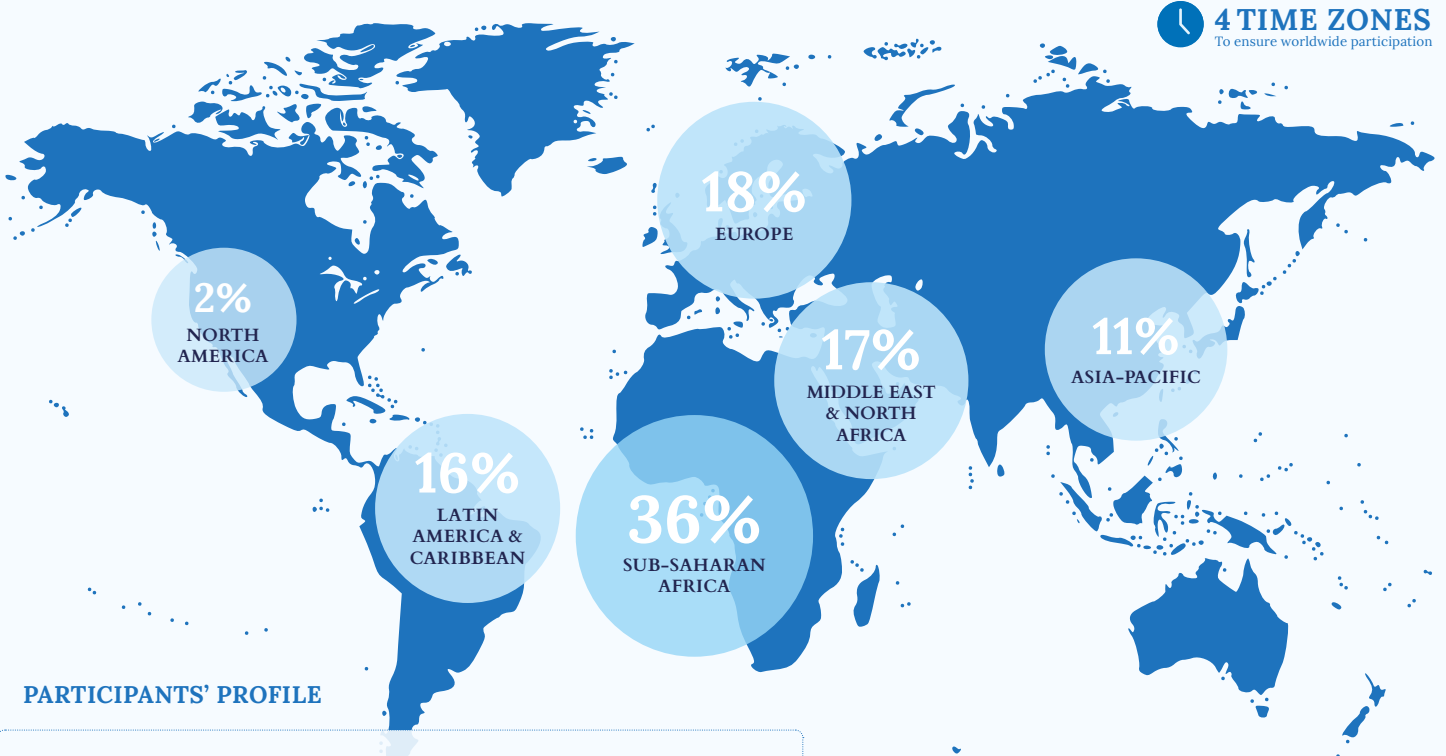 4 TIME ZONES
To ensure worldwide participation
18%
EUROPE
2%
NORTH
AMERICA
17%
MIDDLE EAST
& NORTH
AFRICA
11%
ASIA-PACIFIC
16%
LATIN
AMERICA &
CARIBBEAN
36%
SUB-SAHARAN
AFRICA
PARTICIPANTS’ PROFILE